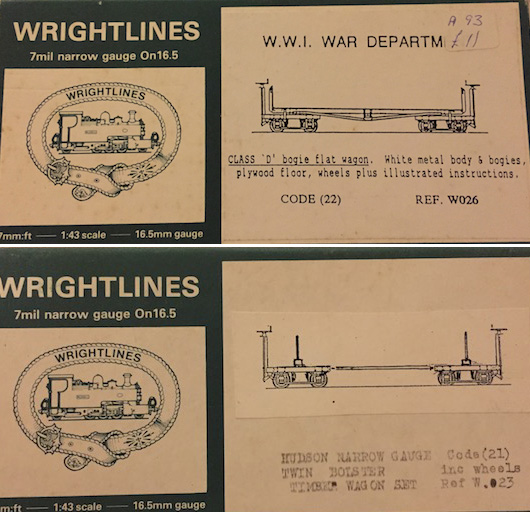 WRIGHTLINES
7mil narrow gauge On16.5
WRIGHTLINES
7mm:ft — 1:43 scale — 16.5mm gauge
A 93
£11
W.W.I. WAR DEPARTM
CLASS 'D' bogie flat wagon. White metal body & bogies,
plywood floor, wheels plus illustrated instructions.
CODE (22) REF. W026
WRIGHTLINES
7mil narrow gauge On16.5
WRIGHTLINES
m:ft — 1:43 scale — 16.5mm gauge
HUDSON NARROW GAUGE Code(21)
TWIN BOLSTER inc wheels
TIMBER WAGON SET Ref W.023